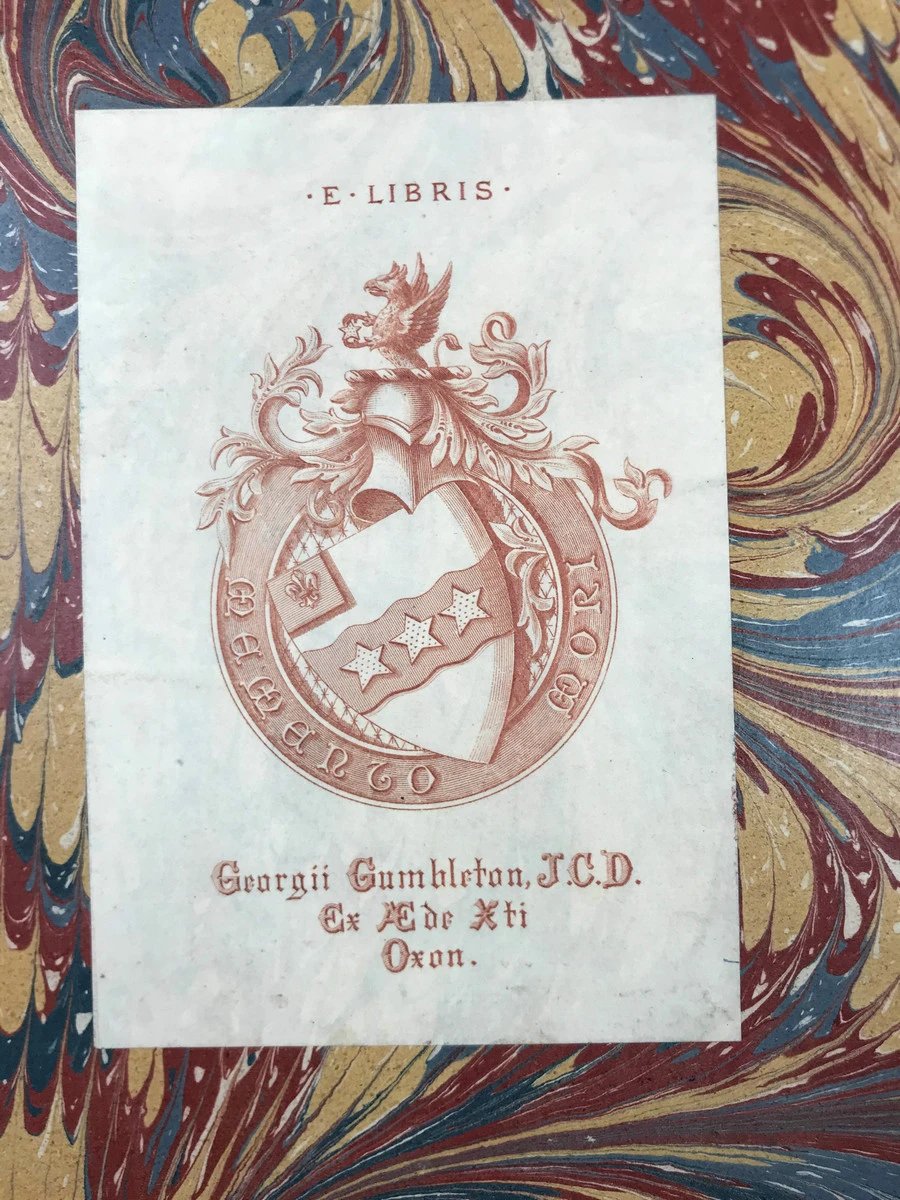 · E · LIBRIS ·
MEMENTO MORI
Georgii Gumbleton, J.C.D.
Ex Æde Xti
Oxon.